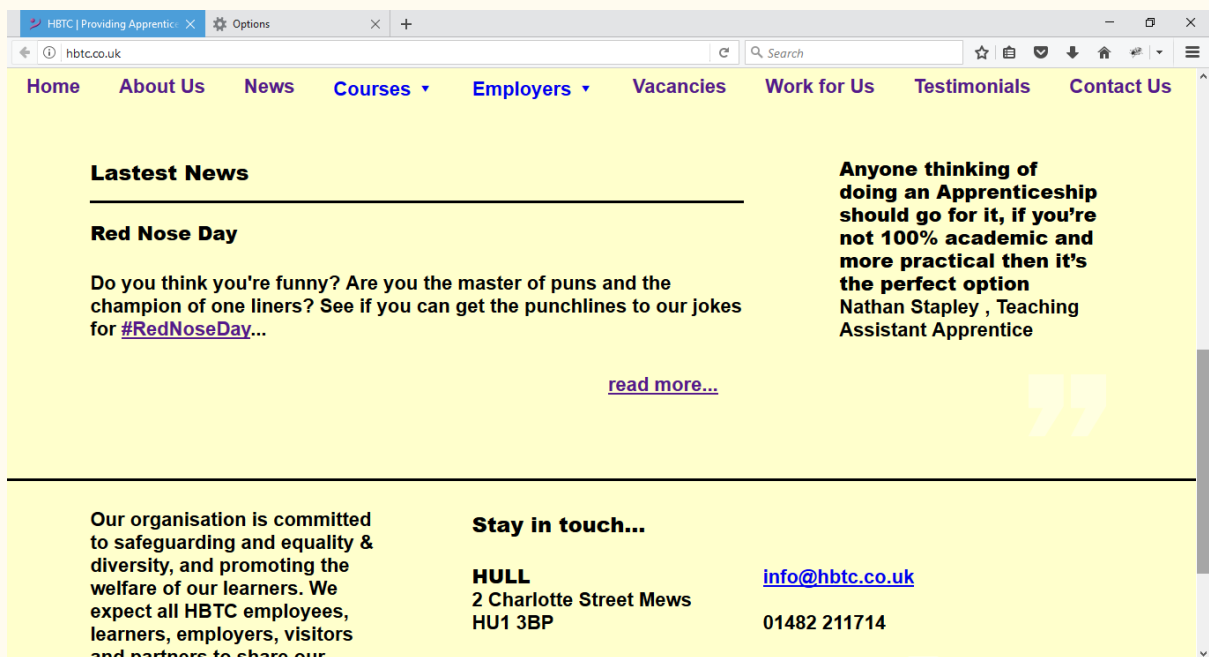 HBTC | Providing Apprentice
Options
hbtc.co.uk
Search
Home About Us News Courses Employers Vacancies Work for Us Testimonials Contact Us
Lastest News
Red Nose Day
Do you think you're funny? Are you the master of puns and the
champion of one liners? See if you can get the punchlines to our jokes
for #RedNoseDay...
read more...
Anyone thinking of
doing an Apprenticeship
should go for it, if you’re
not 100% academic and
more practical then it’s
the perfect option
Nathan Stapley , Teaching
Assistant Apprentice
”
Our organisation is committed
to safeguarding and equality &
diversity, and promoting the
welfare of our learners. We
expect all HBTC employees,
learners, employers, visitors
and partners to share our
Stay in touch...
HULL
2 Charlotte Street Mews
HU1 3BP
info@hbtc.co.uk
01482 211714